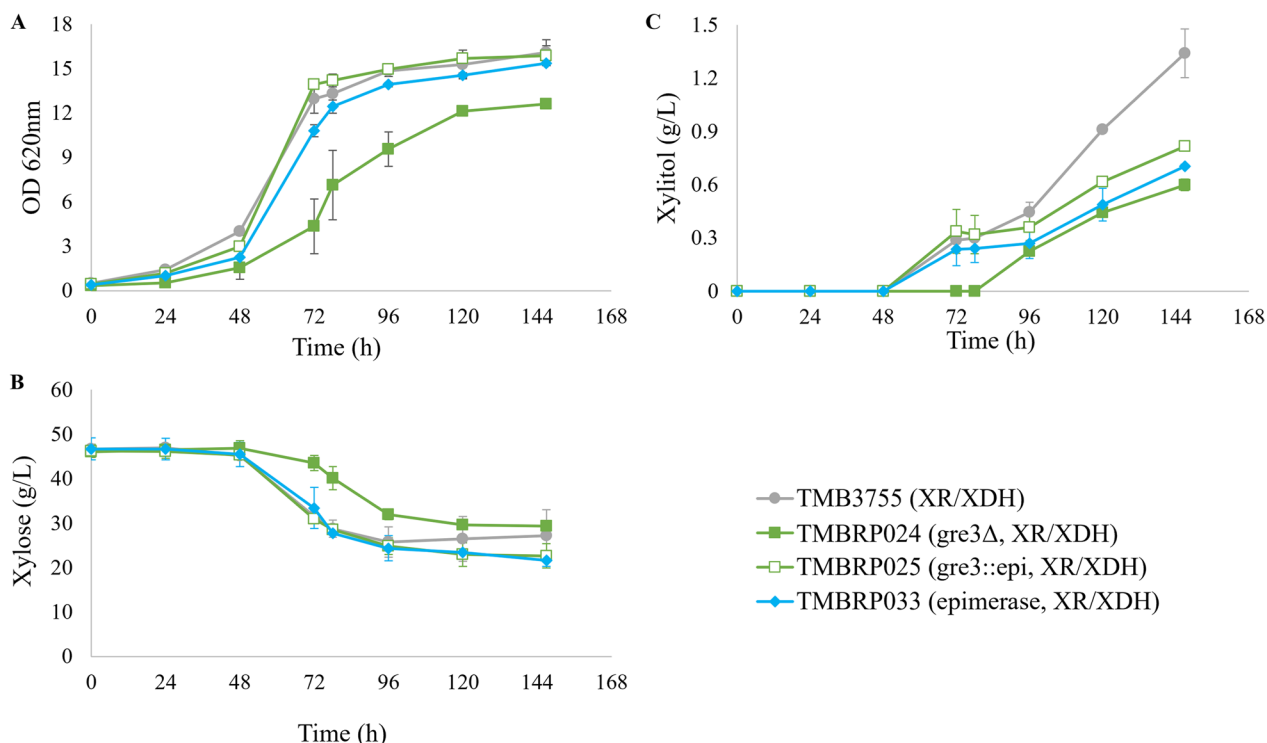 A
18
15
12
9
6
3
0
OD 620nm
0 24 48 72 96 120 144 168
Time (h)
C
1.5
1.2
0.9
0.6
0.3
0
Xylitol (g/L)
0 24 48 72 96 120 144 168
Time (h)
B
60
50
40
30
20
10
0
Xylose (g/L)
0 24 48 72 96 120 144 168
Time (h)
TMB3755 (XR/XDH)
TMBRP024 (gre3Δ, XR/XDH)
TMBRP025 (gre3::epi, XR/XDH)
TMBRP033 (epimerase, XR/XDH)